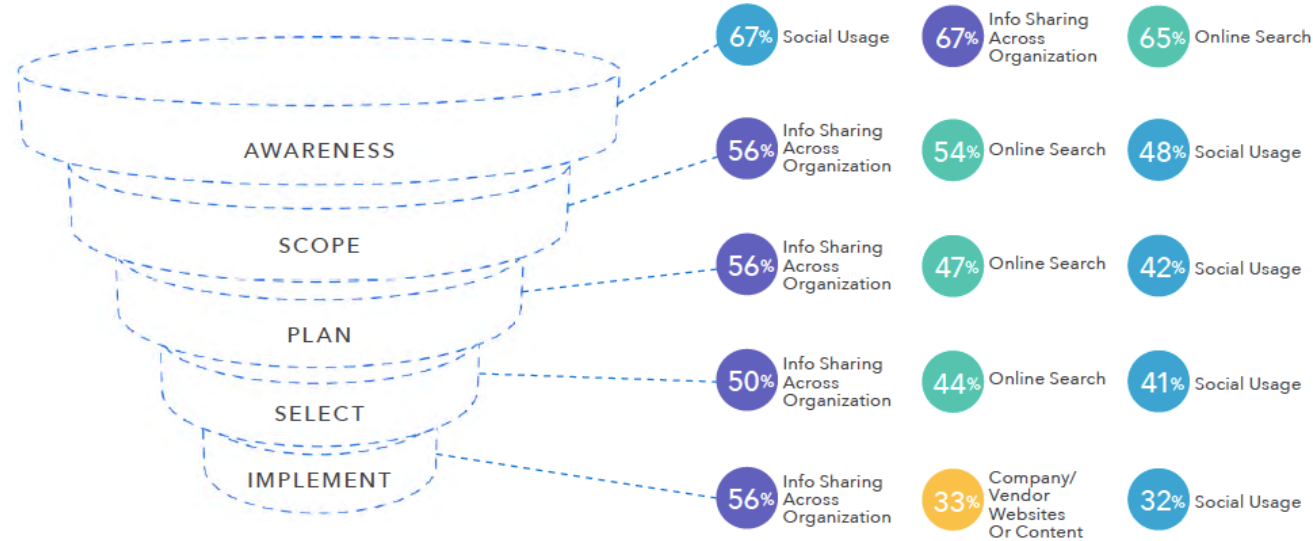 67% Social Usage
67% Info Sharing
Across
Organization
65% Online Search
AWARENESS
56% Info Sharing
Across
Organization
54% Online Search
48% Social Usage
SCOPE
56% Info Sharing
Across
Organization
47% Online Search
42% Social Usage
PLAN
50% Info Sharing
Across
Organization
44% Online Search
41% Social Usage
SELECT
56% Info Sharing
Across
Organization
33% Company/
Vendor
Websites
Or Content
32% Social Usage
IMPLEMENT